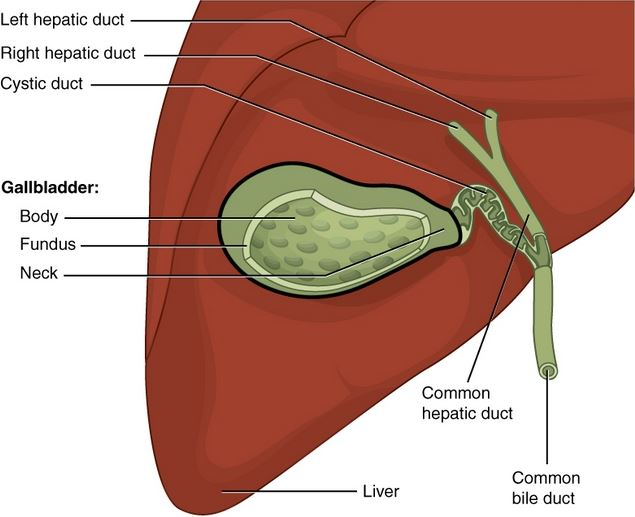 Left hepatic duct
Right hepatic duct
Cystic duct
Gallbladder:
Body
Fundus
Neck
Common
hepatic duct
Common
bile duct
Liver